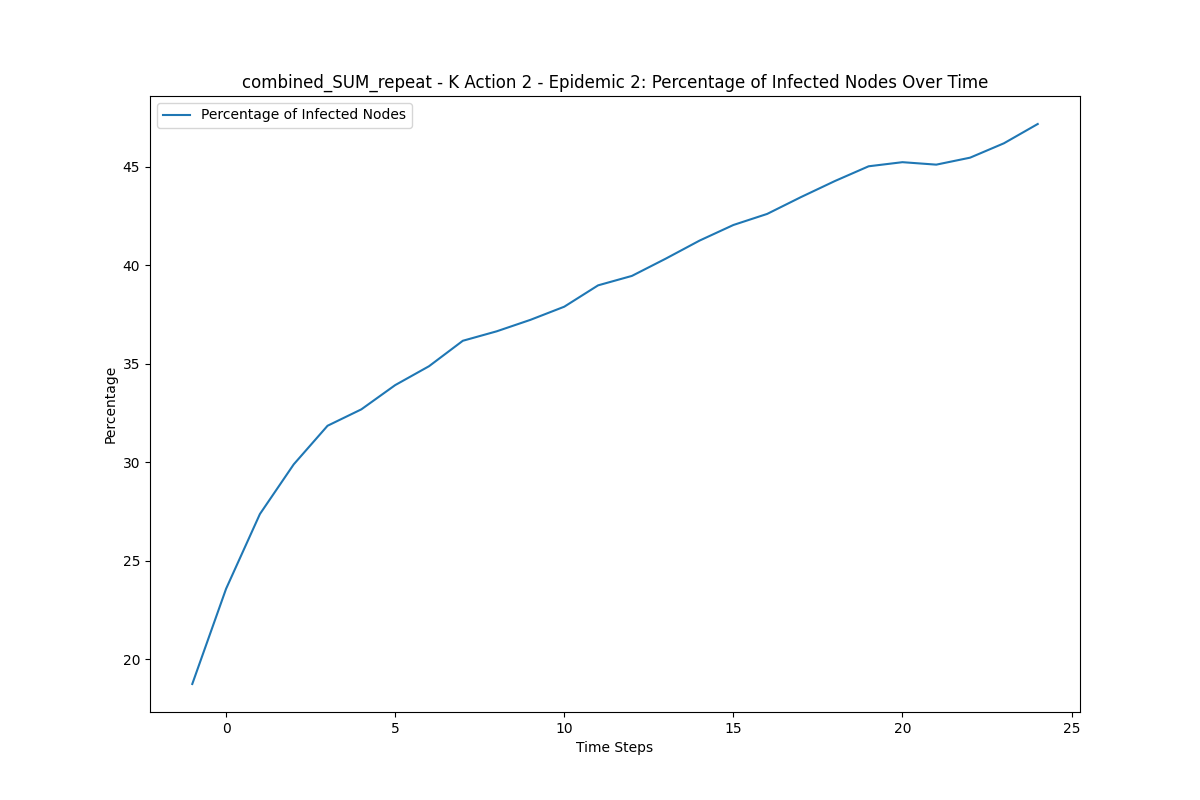 combined_SUM_repeat - K Action 2 - Epidemic 2: Percentage of Infected Nodes Over Time
Percentage of Infected Nodes
45
40
35
30
25
20
Percentage
0 5 10 15 20 25
Time Steps